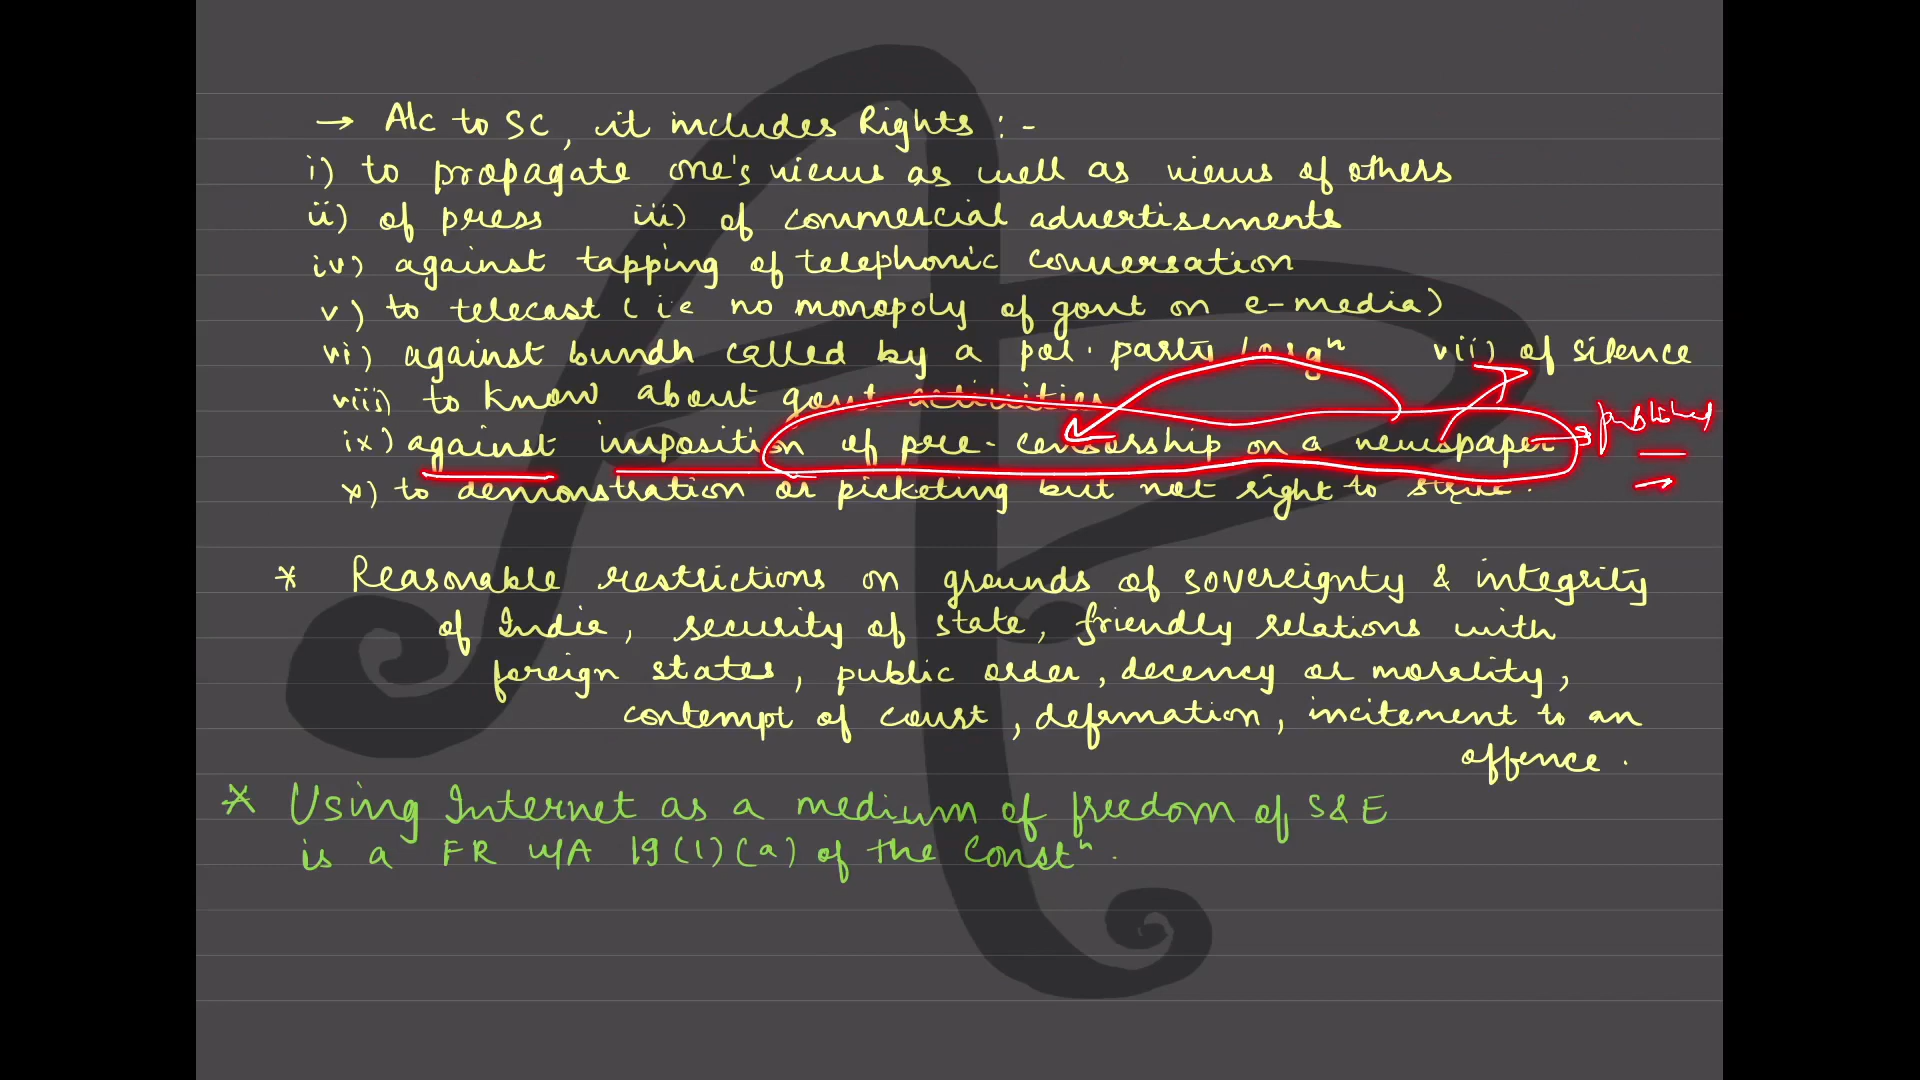 → A/c to SC, it includes Rights :-
i) to propagate one's views as well as views of others
ii) of press iii) of commercial advertisements
iv) against tapping of telephonic conversation
v) to telecast (i.e no monopoly of govt on e-media)
vi) against bundh called by a pol. party / orgⁿ vii) of silence
viii) to know about govt activities
ix) against imposition of pre-censorship on a newspaper → published
x) to demonstration or picketing but not right to strike.
* Reasonable restrictions on grounds of sovereignty & integrity
of India, security of state, friendly relations with
foreign states, public order, decency or morality,
contempt of court, defamation, incitement to an
offence.
* Using Internet as a medium of freedom of S&E
is a FR u/A 19(1)(a) of the Constⁿ.